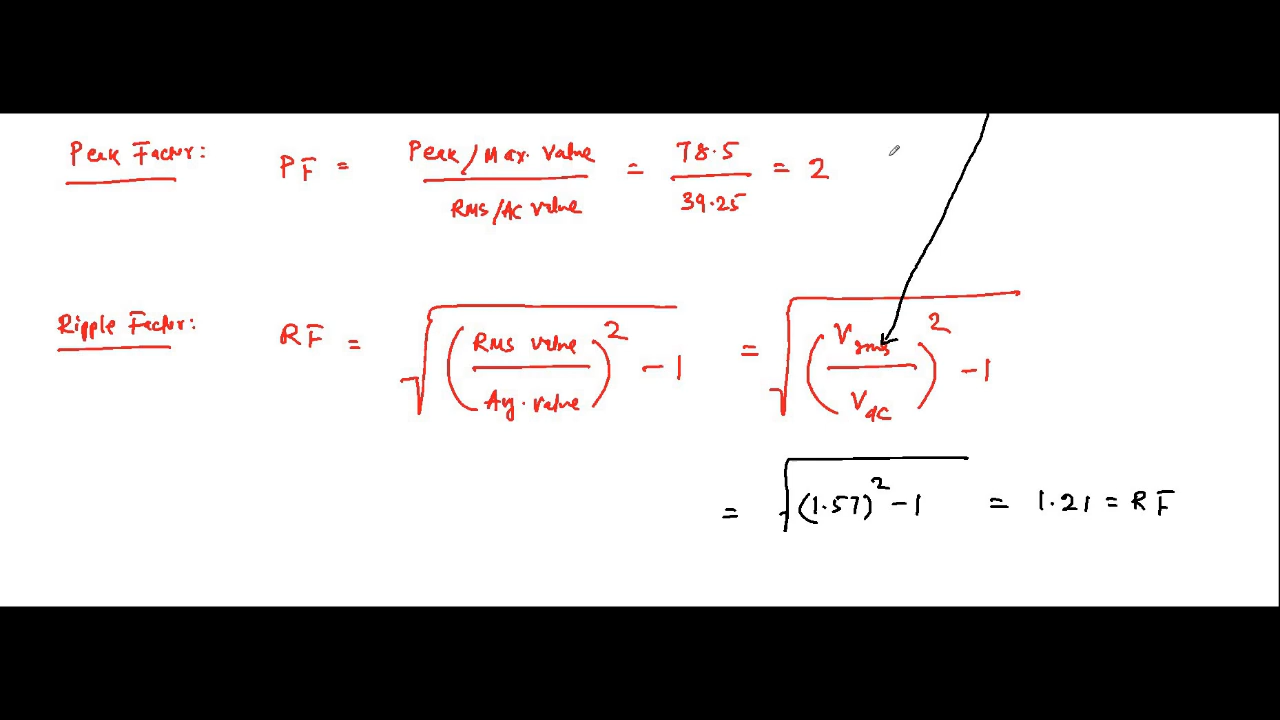 Peak Factor: PF = Peak/Max. Value / RMS/AC value = 78.5 / 39.25 = 2
Ripple Factor: RF = √((RMS value / Avg. value)² - 1) = √((Vrms / Vdc)² - 1)
= √((1.57)² - 1) = 1.21 = RF